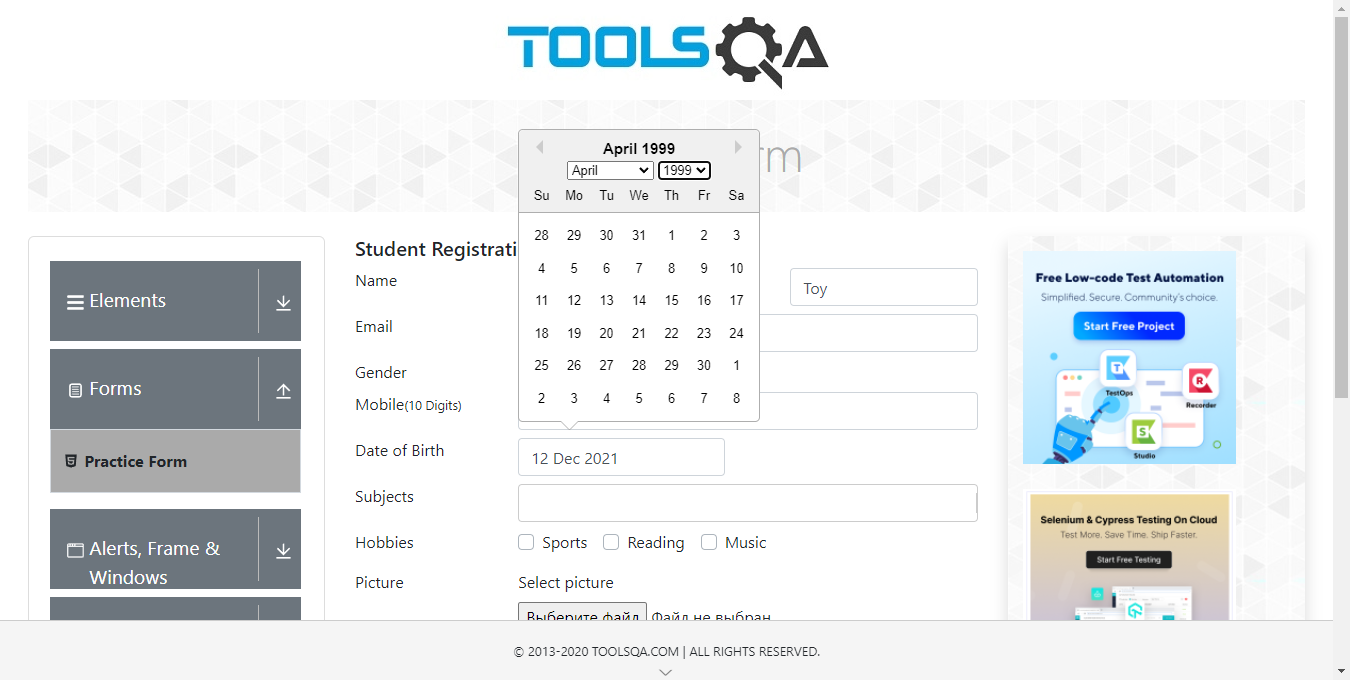 TOOLSQA
rm
April 1999
April 1999
Su Mo Tu We Th Fr Sa
28 29 30 31 1 2 3
4 5 6 7 8 9 10
11 12 13 14 15 16 17
18 19 20 21 22 23 24
25 26 27 28 29 30 1
2 3 4 5 6 7 8
Elements
Forms
Practice Form
Alerts, Frame &
Windows
Student Registrati
Name
Toy
Email
Gender
Mobile(10 Digits)
Date of Birth
12 Dec 2021
Subjects
Hobbies
Sports Reading Music
Picture
Select picture
Выберите файл Файл не выбран
Free Low-code Test Automation
Simplified. Secure. Community's choice.
Start Free Project
TestOps
Recorder
Studio
Selenium & Cypress Testing On Cloud
Test More. Save Time. Ship Faster.
Start Free Testing
© 2013-2020 TOOLSQA.COM | ALL RIGHTS RESERVED.